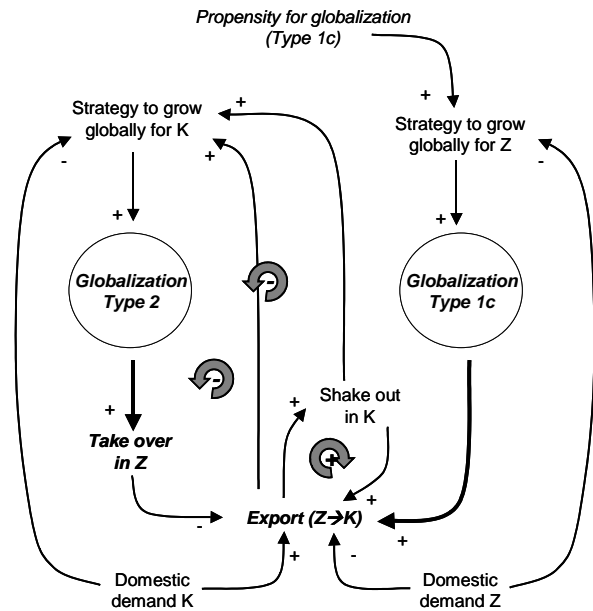 Propensity for globalization
(Type 1c)
+
+
Strategy to grow
globally for K
Strategy to grow
globally for Z
-
+
-
+
+
Globalization
Type 2
Globalization
Type 1c
-
-
+
+
Shake out
in K
Take over
in Z
+
+
Export (Z→K)
-
+
+
-
Domestic
demand K
Domestic
demand Z